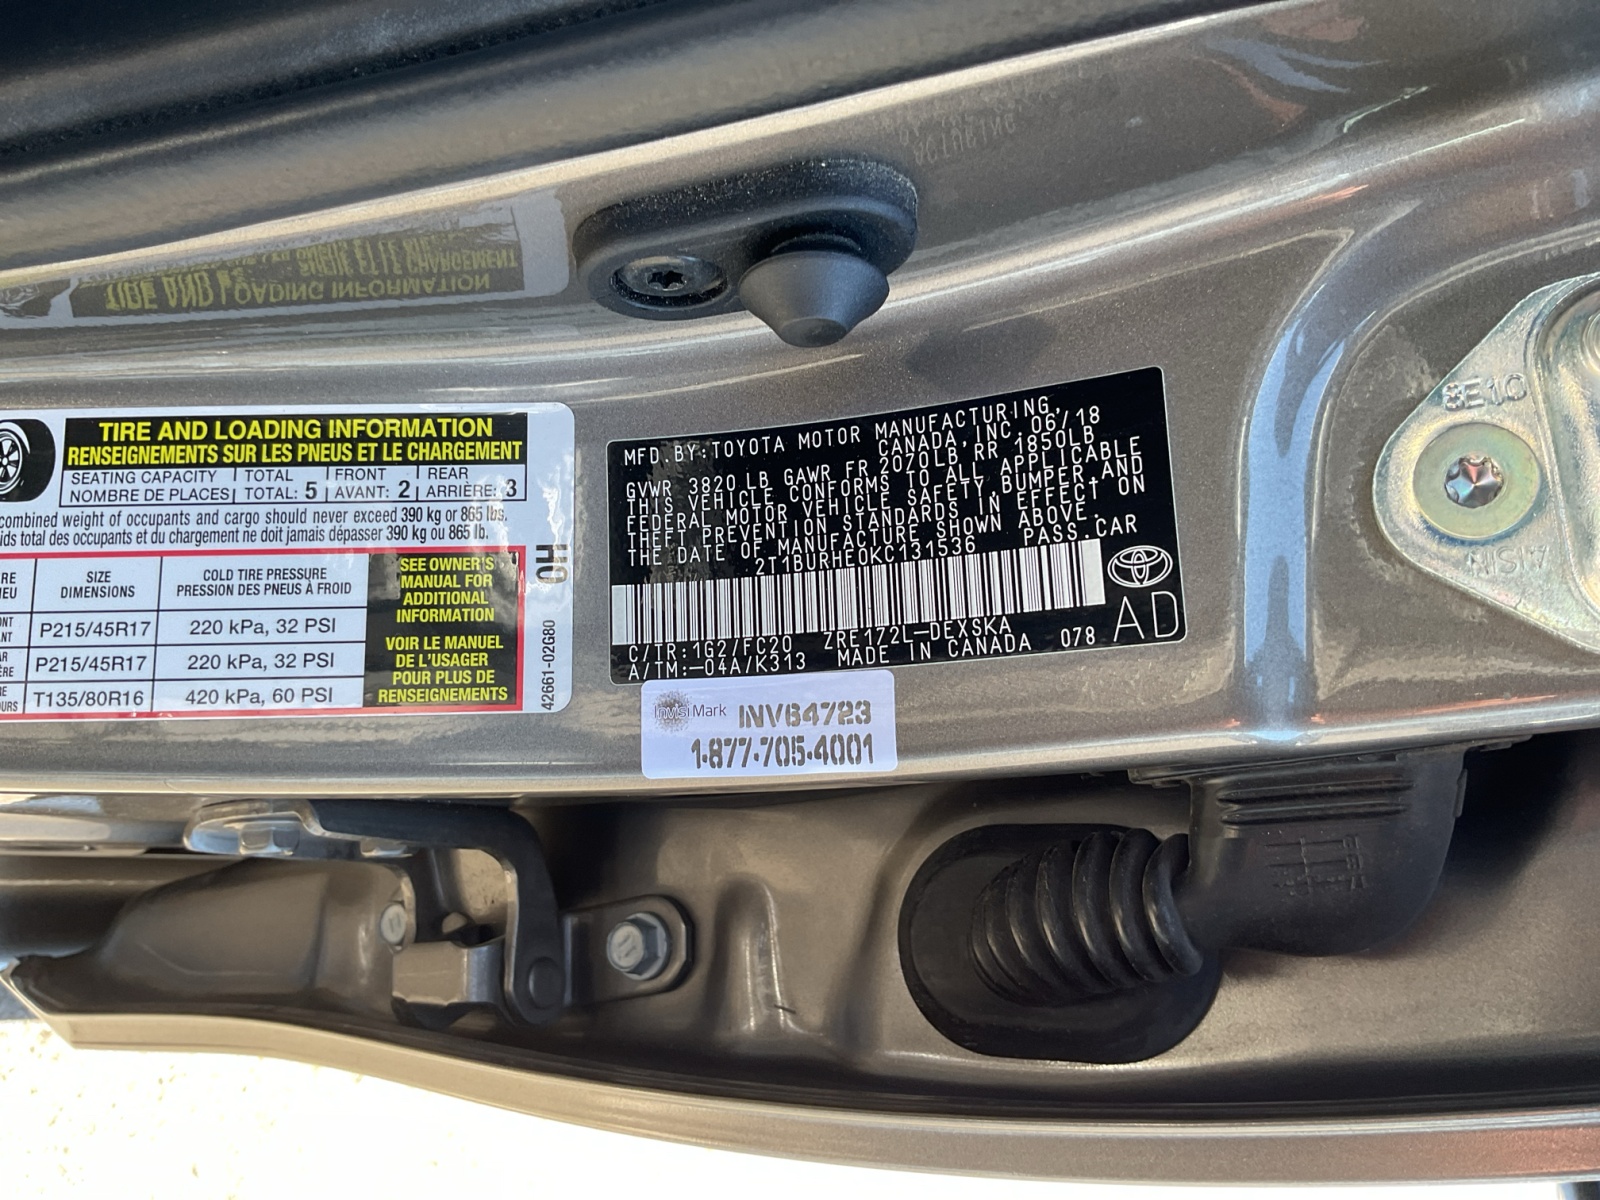 TIRE AND LOADING INFORMATION
RENSEIGNEMENTS SUR LES PNEUS ET LE CHARGEMENT
SEATING CAPACITY TOTAL FRONT REAR
NOMBRE DE PLACES TOTAL: 5 AVANT: 2 ARRIÈRE: 3
combined weight of occupants and cargo should never exceed 390 kg or 865 lbs.
ids total des occupants et du chargement ne doit jamais dépasser 390 kg ou 865 lb.
SIZE
DIMENSIONS
COLD TIRE PRESSURE
PRESSION DES PNEUS À FROID
P215/45R17 220 kPa, 32 PSI
P215/45R17 220 kPa, 32 PSI
T135/80R16 420 kPa, 60 PSI
SEE OWNER'S
MANUAL FOR
ADDITIONAL
INFORMATION
VOIR LE MANUEL
DE L'USAGER
POUR PLUS DE
RENSEIGNEMENTS
42661-02G80
MFD.BY:TOYOTA MOTOR MANUFACTURING,
CANADA,INC. 06/18
GVWR 3820 LB GAWR FR 2070LB RR 1850LB
THIS VEHICLE CONFORMS TO ALL APPLICABLE
FEDERAL MOTOR VEHICLE SAFETY,BUMPER,AND
THEFT PREVENTION STANDARDS IN EFFECT ON
THE DATE OF MANUFACTURE SHOWN ABOVE.
2T1BURHE0KC131536 PASS.CAR
C/TR:1G2/FC20 ZRE172L-DEXSKA
A/TM:-04A/K313 MADE IN CANADA 078
AD
InvisiMark INV64723
1-877-705-4001
3E10
AISIN